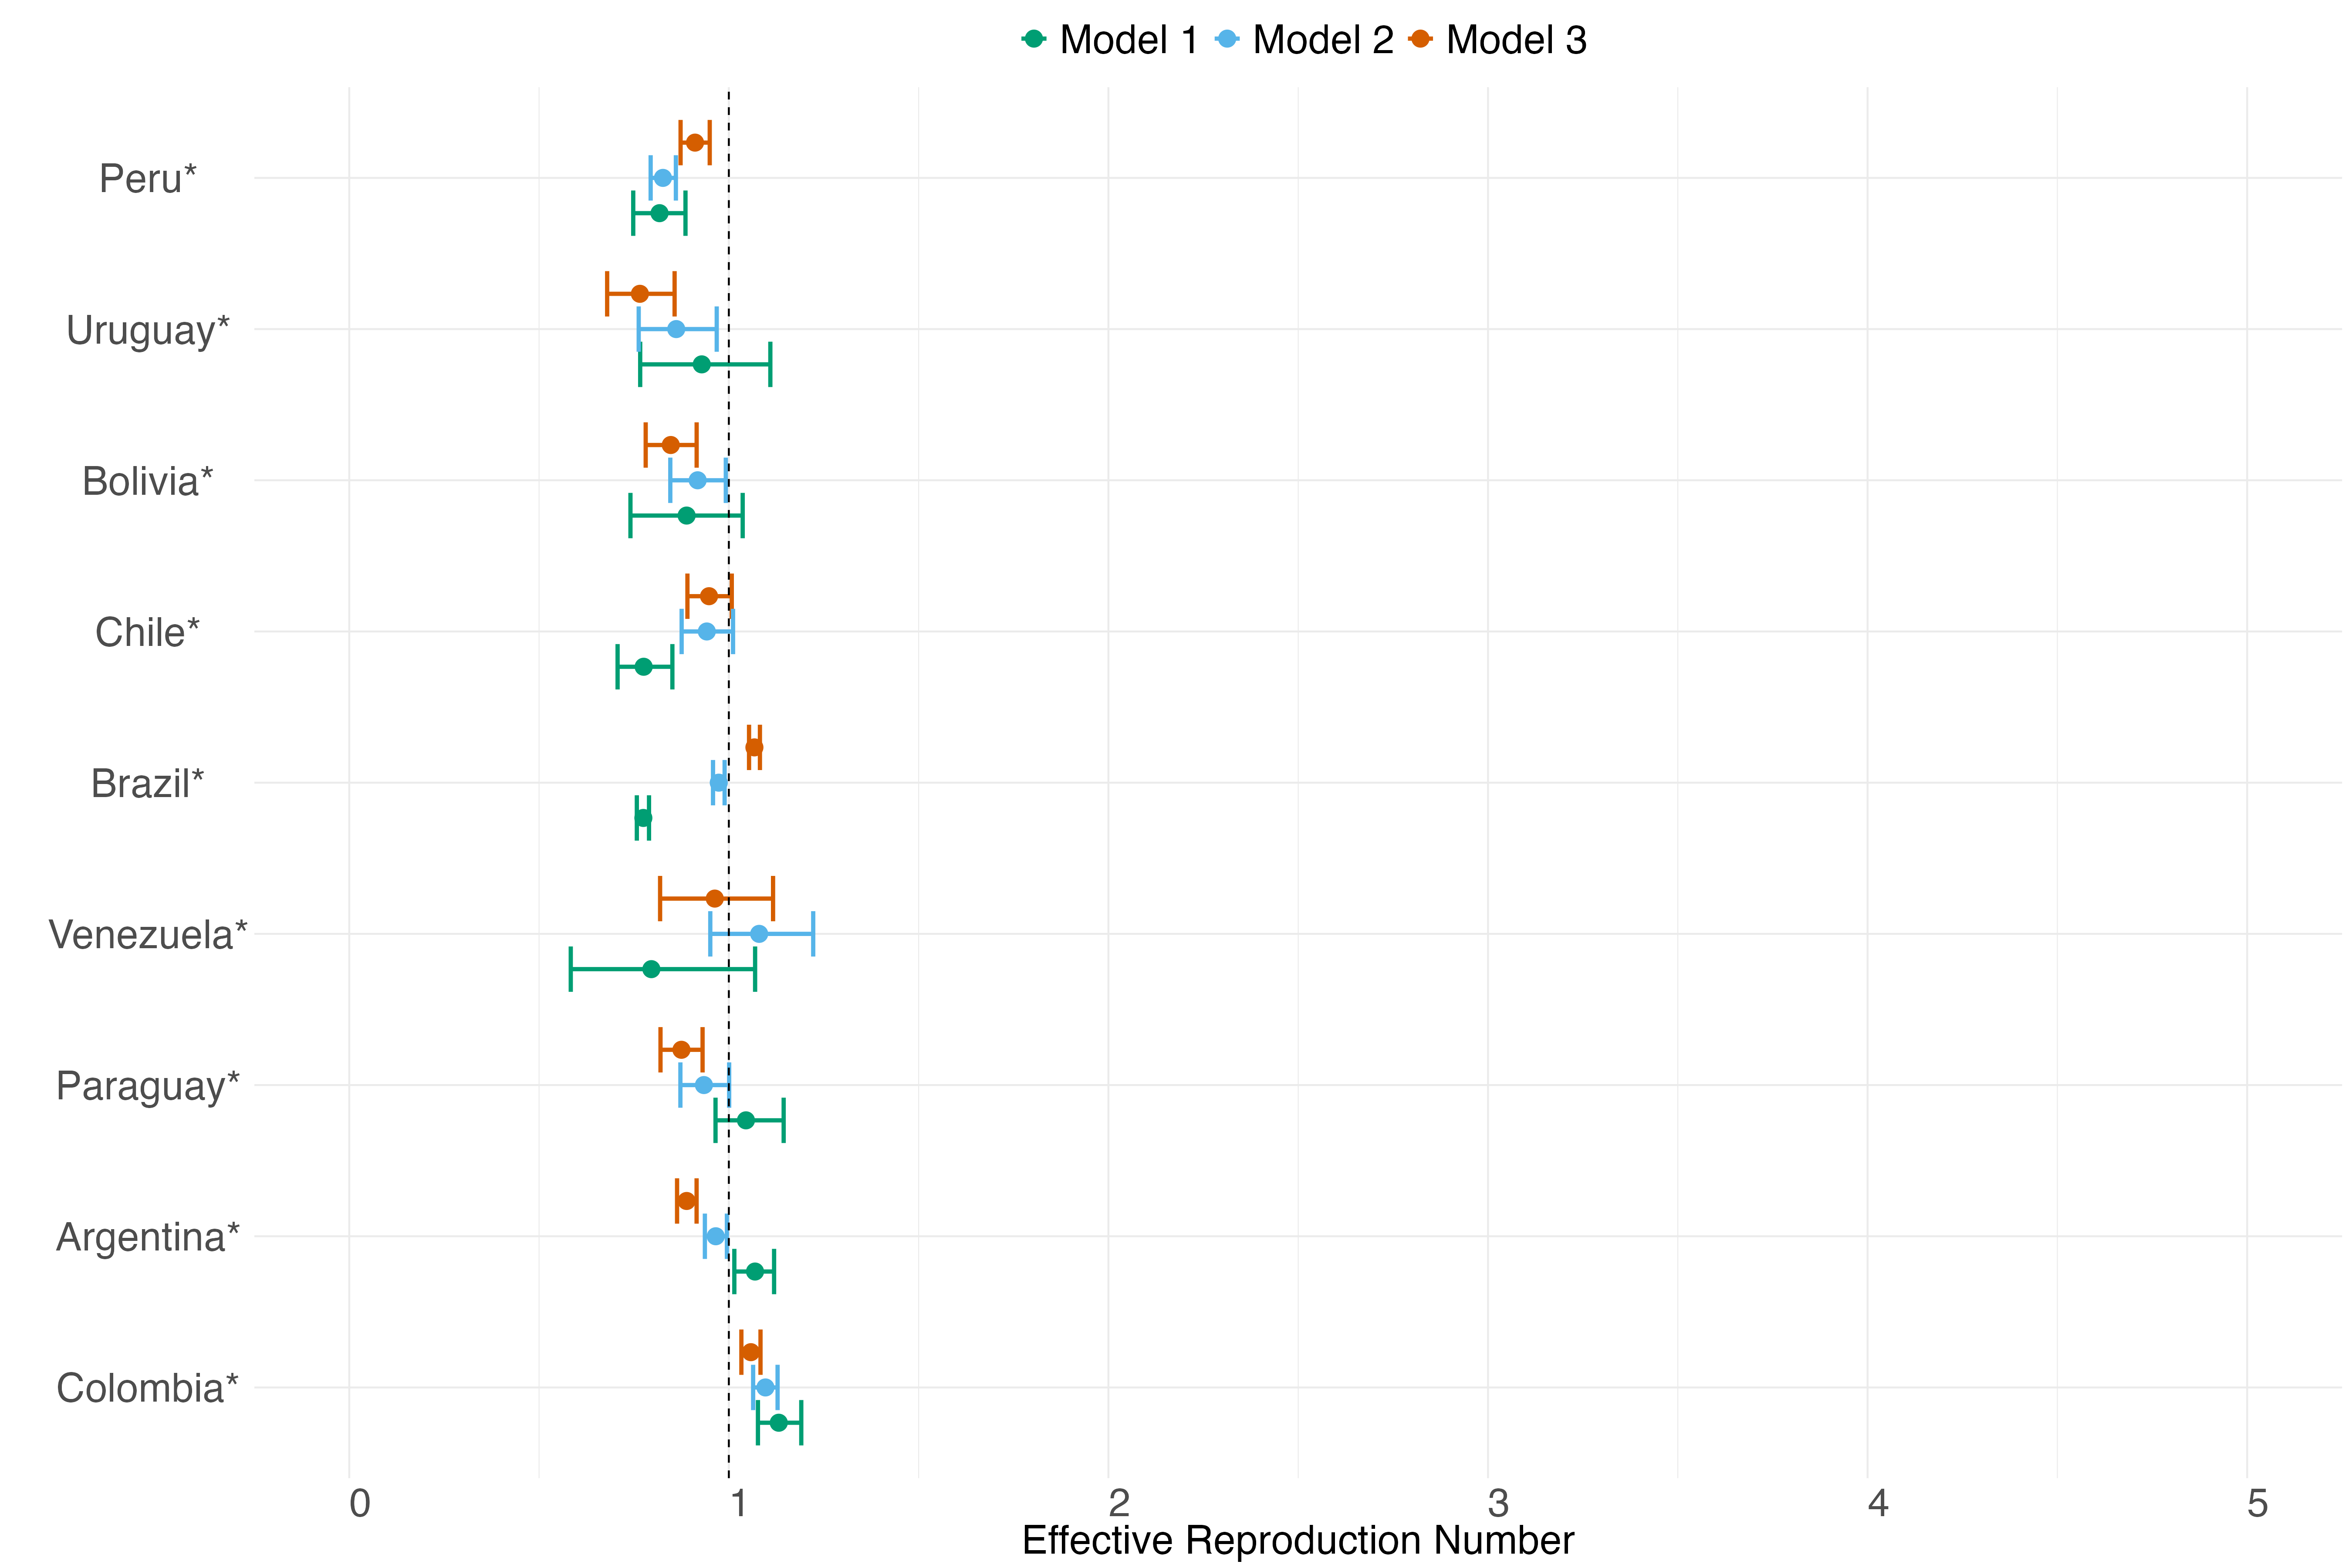 Model 1 Model 2 Model 3
Peru*
Uruguay*
Bolivia*
Chile*
Brazil*
Venezuela*
Paraguay*
Argentina*
Colombia*
0 1 2 3 4 5
Effective Reproduction Number